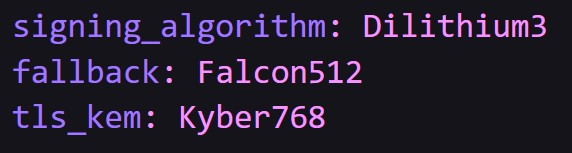 signing_algorithm: Dilithium3
fallback: Falcon512
tls_kem: Kyber768